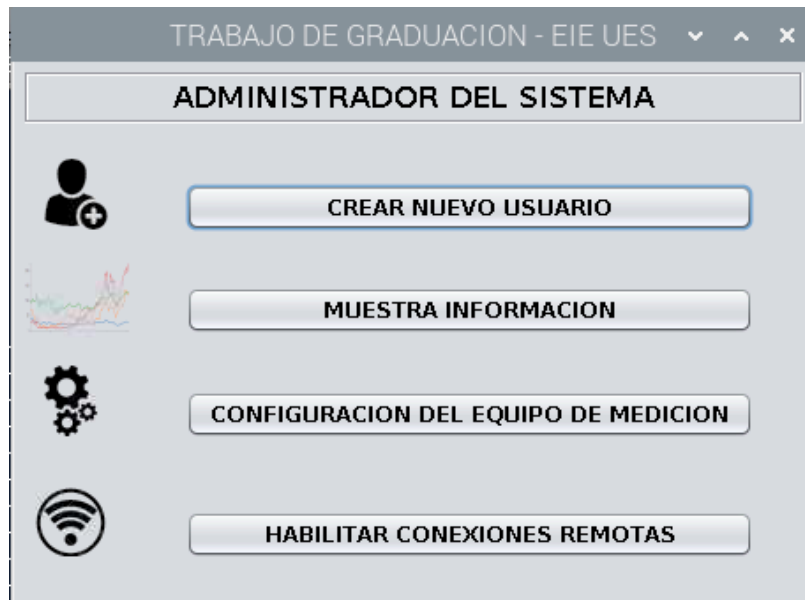 TRABAJO DE GRADUACION - EIE UES
ADMINISTRADOR DEL SISTEMA
CREAR NUEVO USUARIO
MUESTRA INFORMACION
CONFIGURACION DEL EQUIPO DE MEDICION
HABILITAR CONEXIONES REMOTAS